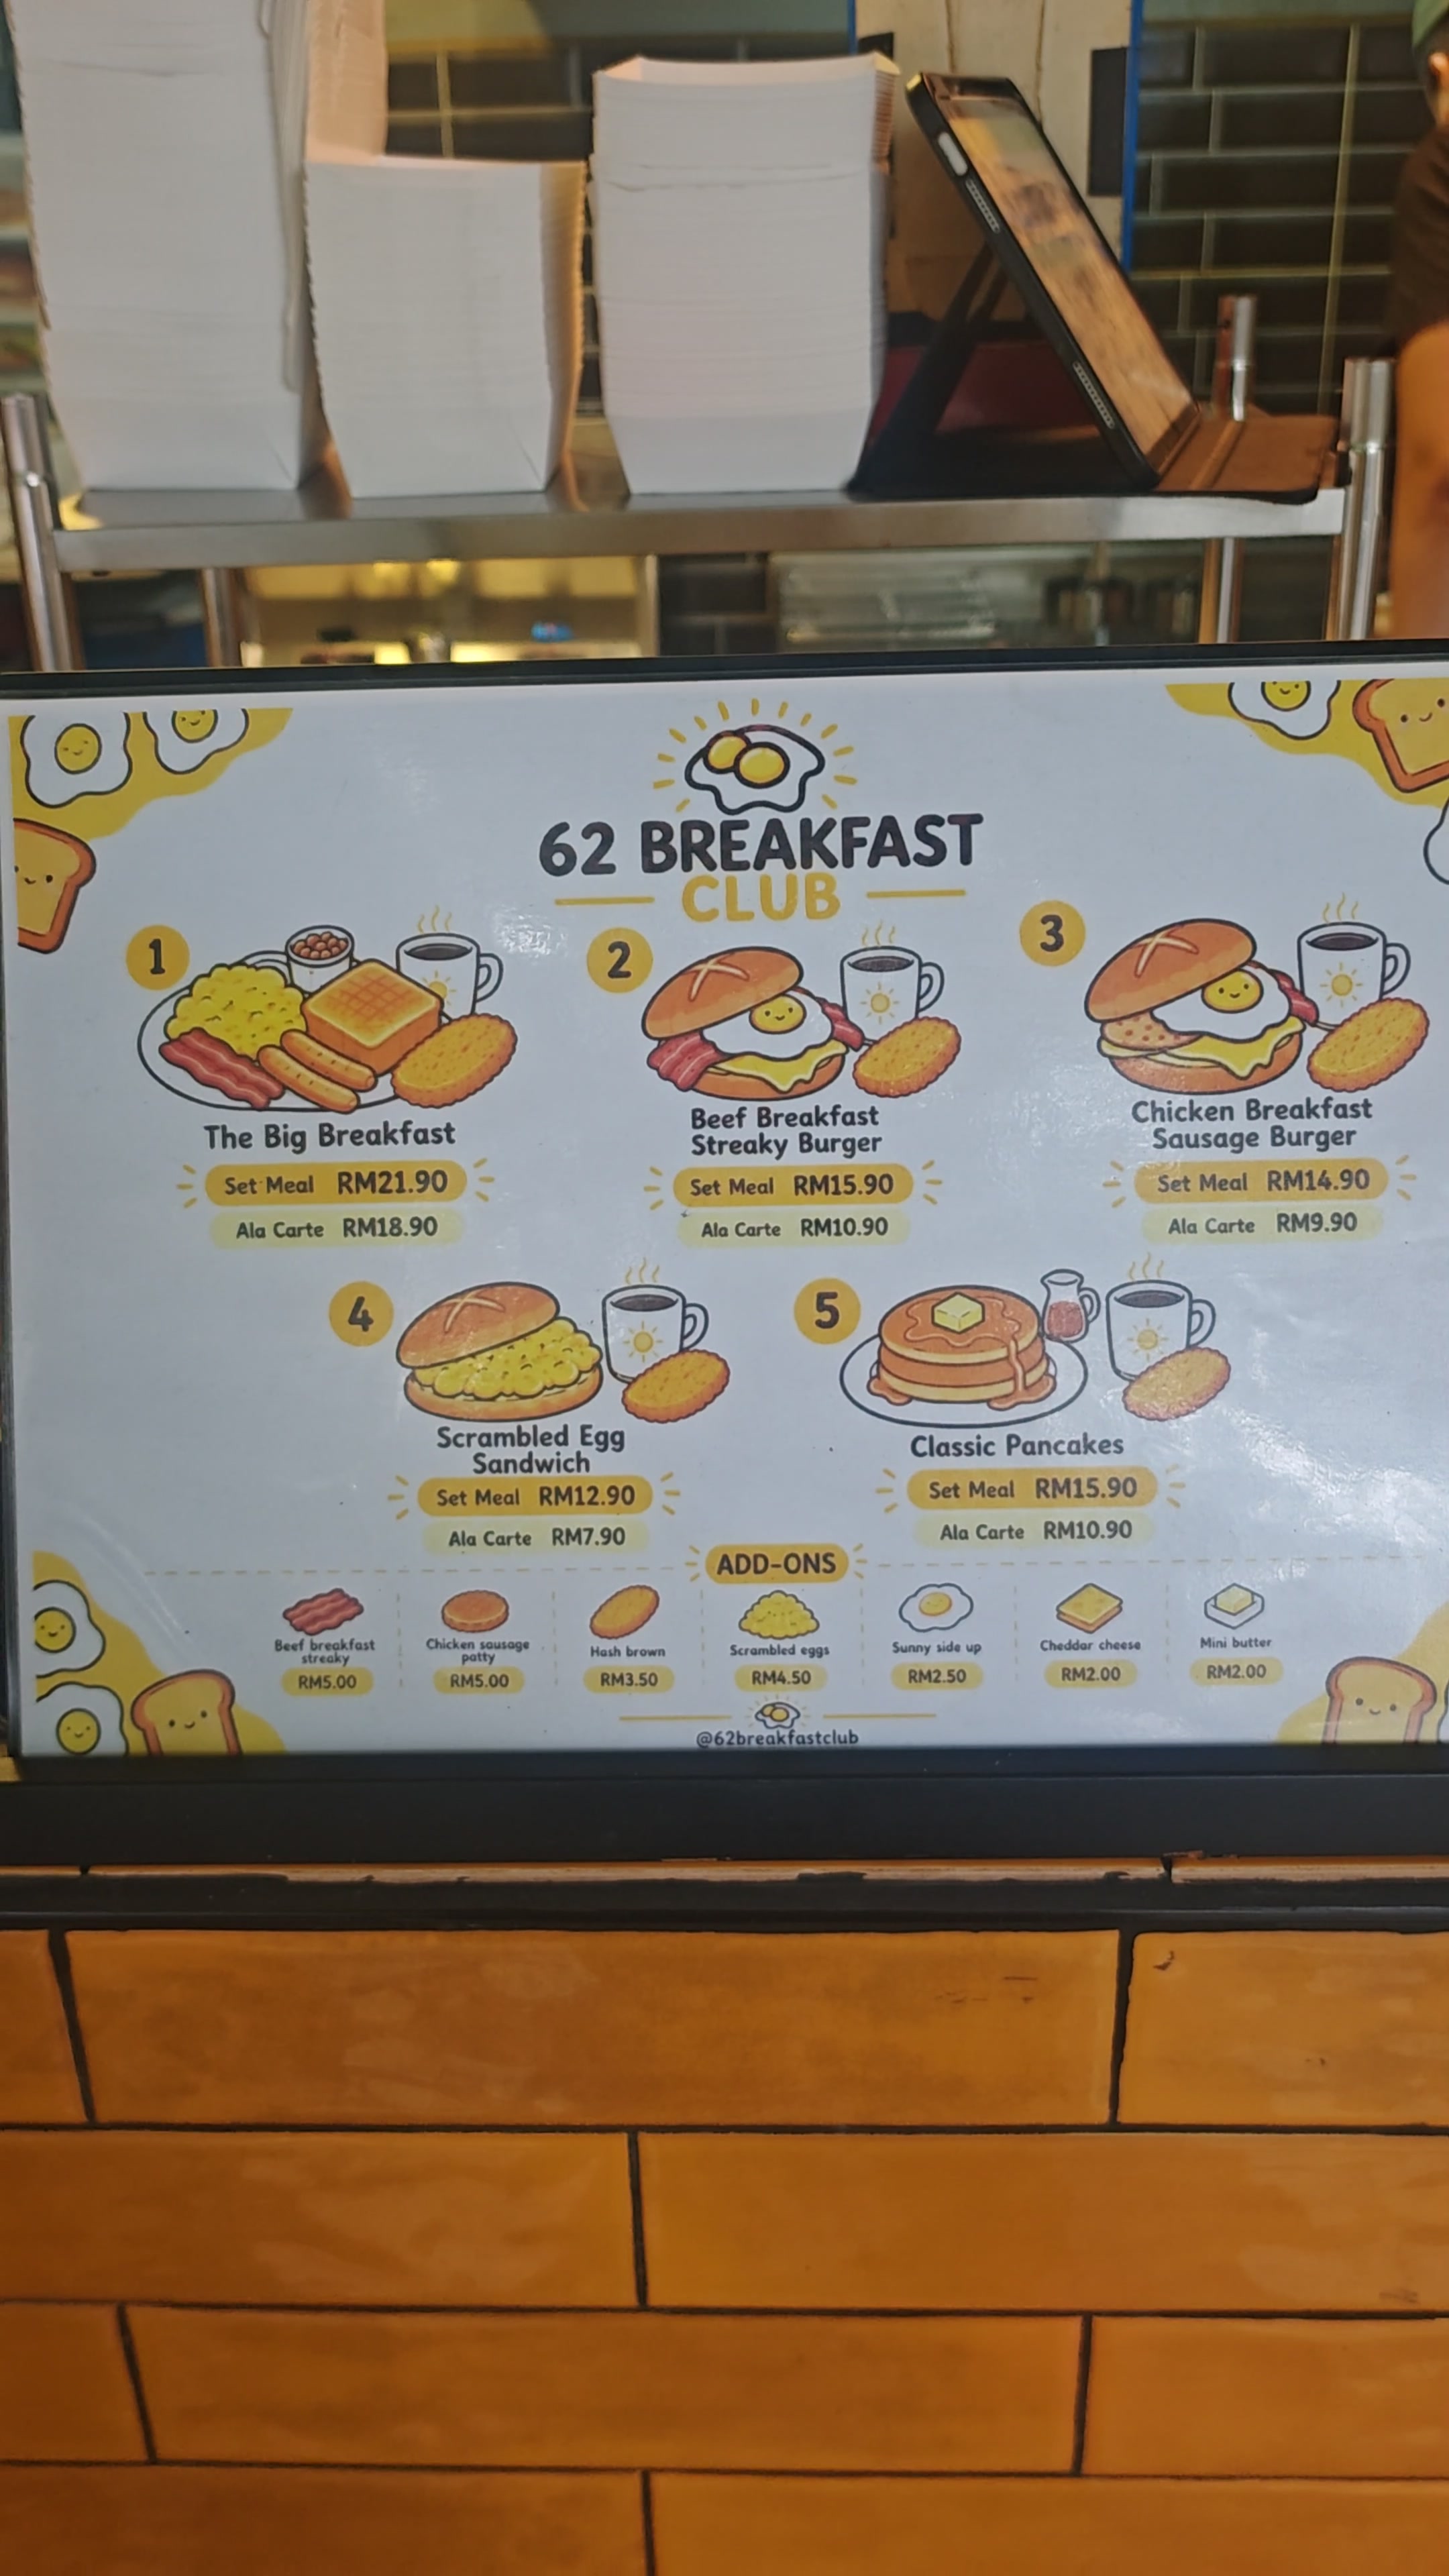 62 BREAKFAST
CLUB
1
The Big Breakfast
Set Meal RM21.90
Ala Carte RM18.90
2
Beef Breakfast
Streaky Burger
Set Meal RM15.90
Ala Carte RM10.90
3
Chicken Breakfast
Sausage Burger
Set Meal RM14.90
Ala Carte RM9.90
4
Scrambled Egg
Sandwich
Set Meal RM12.90
Ala Carte RM7.90
5
Classic Pancakes
Set Meal RM15.90
Ala Carte RM10.90
ADD-ONS
Beef breakfast
streaky
RM5.00
Chicken sausage
patty
RM5.00
Hash brown
RM3.50
Scrambled eggs
RM4.50
Sunny side up
RM2.50
Cheddar cheese
RM2.00
Mini butter
RM2.00
@62breakfastclub